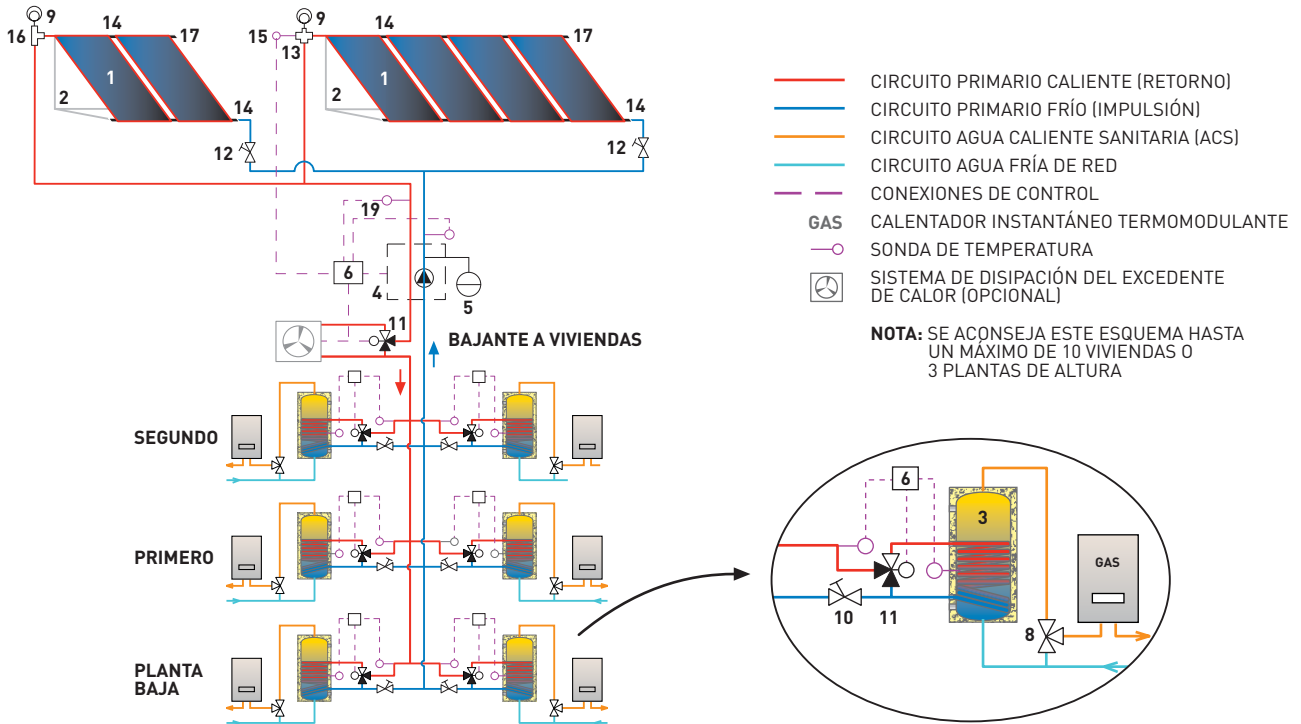 9
14
9
14
16
17
15
13
17
1
1
2
2
14
14
12
12
19
6
4
5
11
BAJANTE A VIVIENDAS
SEGUNDO
PRIMERO
PLANTA
BAJA
CIRCUITO PRIMARIO CALIENTE (RETORNO)
CIRCUITO PRIMARIO FRÍO (IMPULSIÓN)
CIRCUITO AGUA CALIENTE SANITARIA (ACS)
CIRCUITO AGUA FRÍA DE RED
CONEXIONES DE CONTROL
GAS CALENTADOR INSTANTÁNEO TERMOMODULANTE
SONDA DE TEMPERATURA
SISTEMA DE DISIPACIÓN DEL EXCEDENTE
DE CALOR (OPCIONAL)
NOTA: SE ACONSEJA ESTE ESQUEMA HASTA
UN MÁXIMO DE 10 VIVIENDAS O
3 PLANTAS DE ALTURA
6
3
GAS
10
11
8